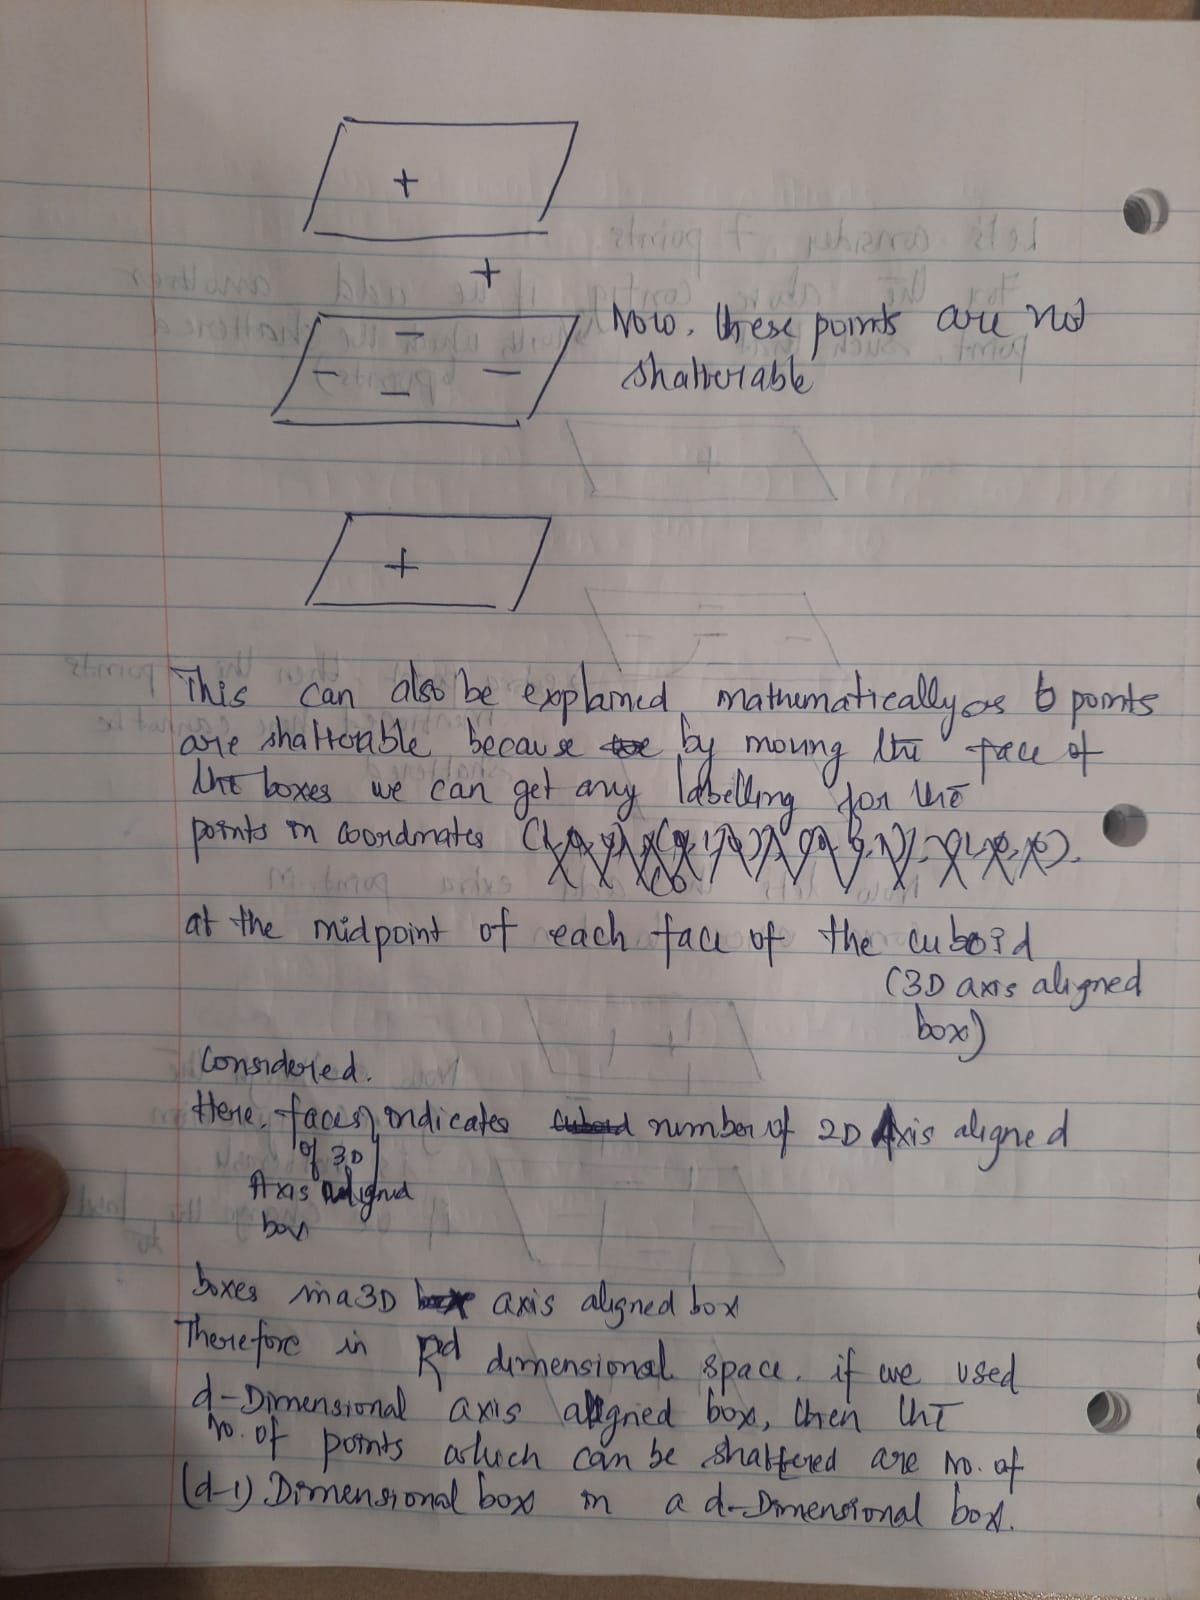 +
+
Now, these points are not
shatterable
- - - -
+
This can also be explained mathematically as 6 points
are shatterable because by moving the face of
the boxes we can get any labelling for the
points in coordinates
at the midpoint of each face of the cuboid
(3D axis aligned
box)
Considered.
Here, faces indicates number of 2D Axis aligned
of 3D
Axis aligned
box
boxes in a 3D axis aligned box
Therefore in R^d dimensional space, if we used
d-Dimensional axis aligned box, then the
no. of points which can be shattered are no. of
(d-1) Dimensional box in a d-Dimensional box.